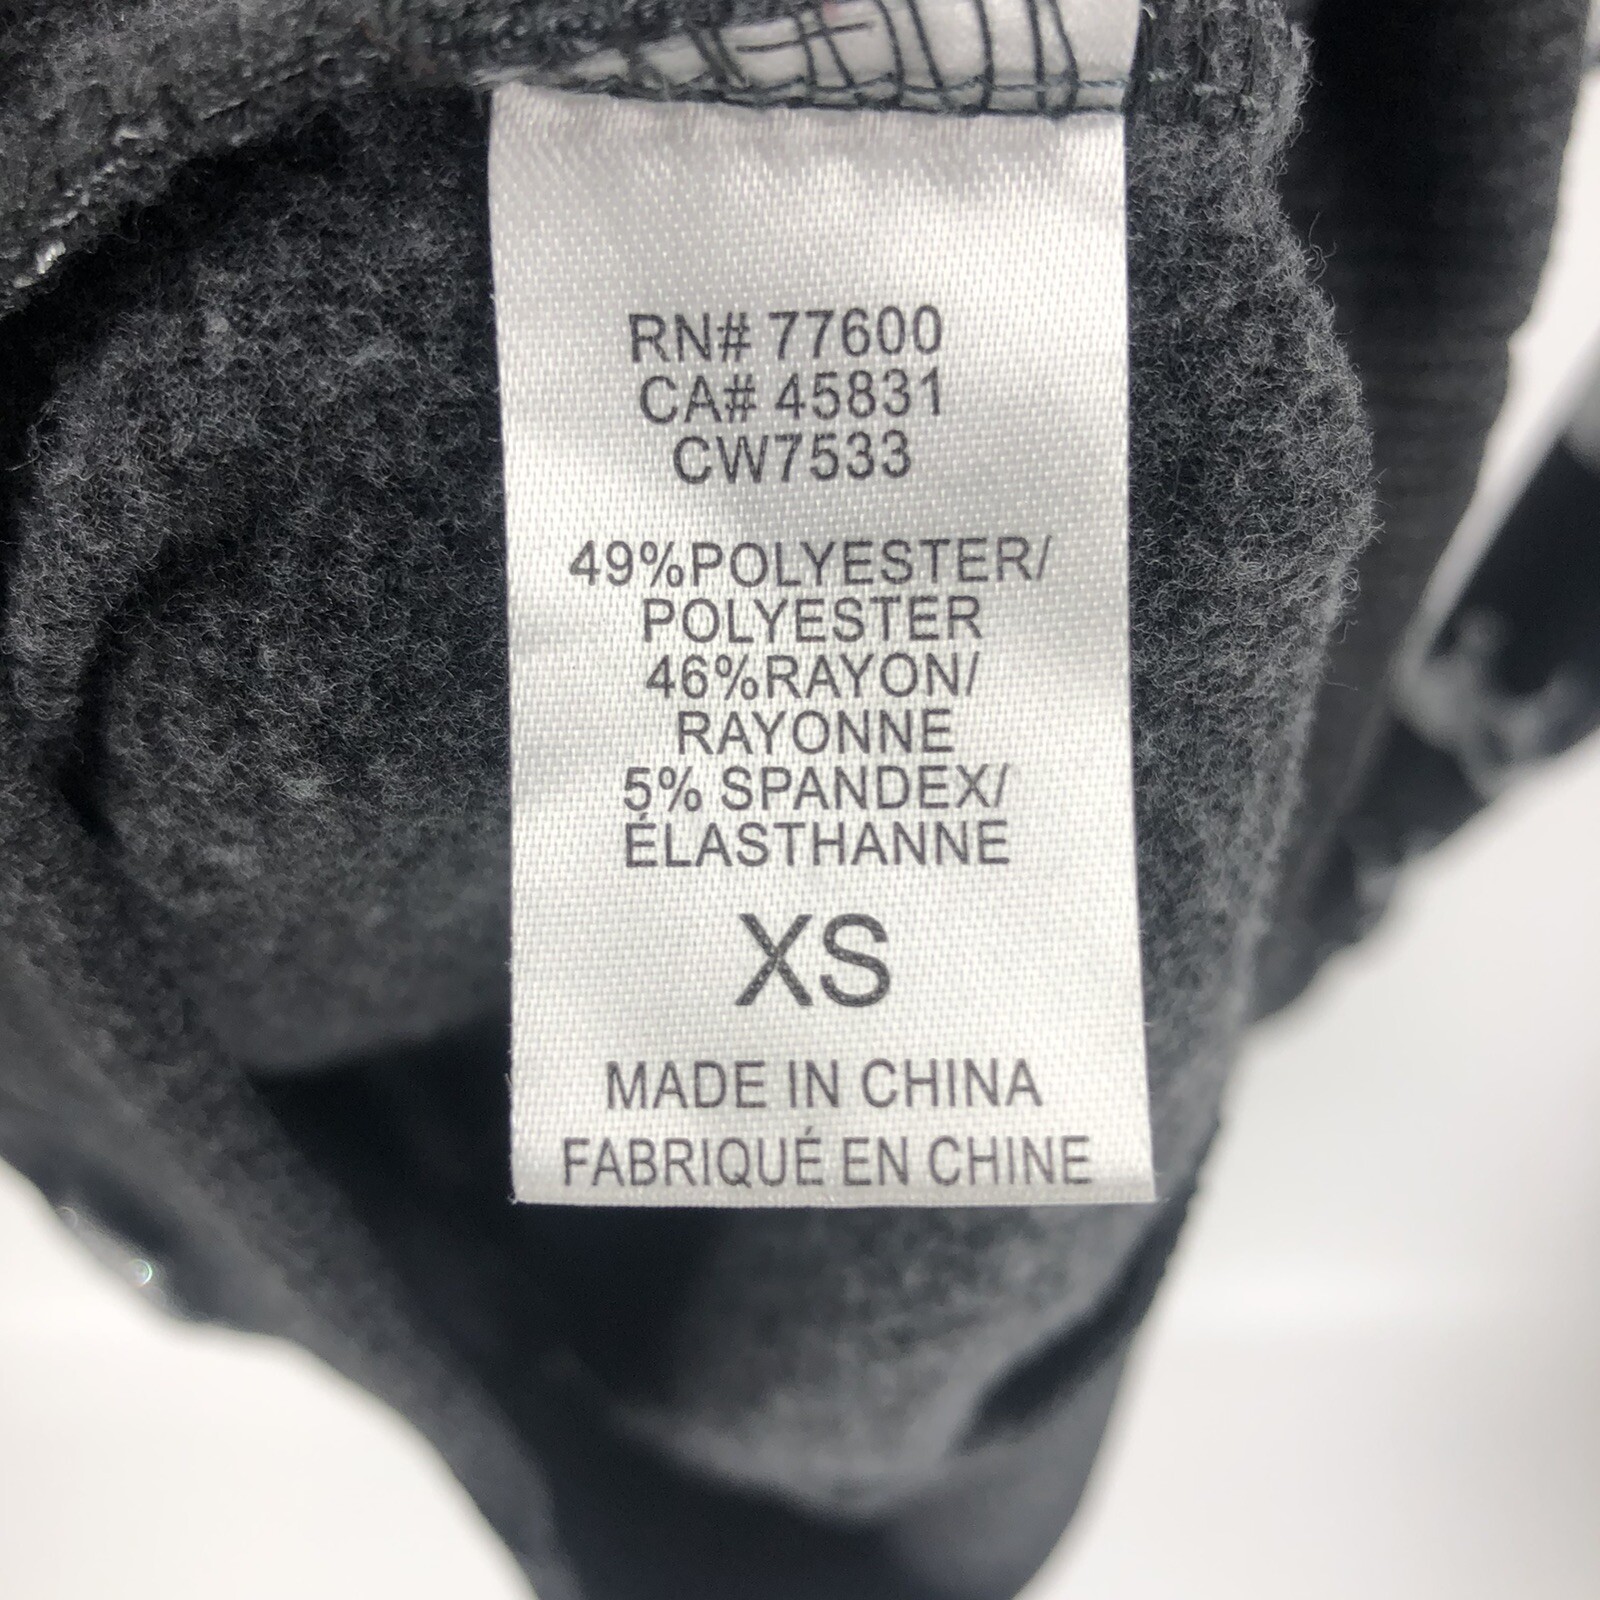 RN# 77600
CA# 45831
CW7533
49%POLYESTER/
POLYESTER
46%RAYON/
RAYONNE
5% SPANDEX/
ÉLASTHANNE
XS
MADE IN CHINA
FABRIQUÉ EN CHINE